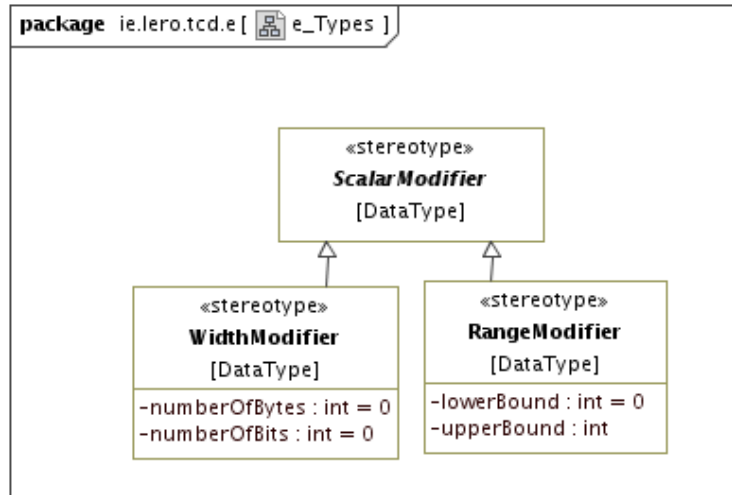 package ie.lero.tcd.e [ e_Types ]
«stereotype»
ScalarModifier
[DataType]
«stereotype»
WidthModifier
[DataType]
-numberOfBytes : int = 0
-numberOfBits : int = 0
«stereotype»
RangeModifier
[DataType]
-lowerBound : int = 0
-upperBound : int